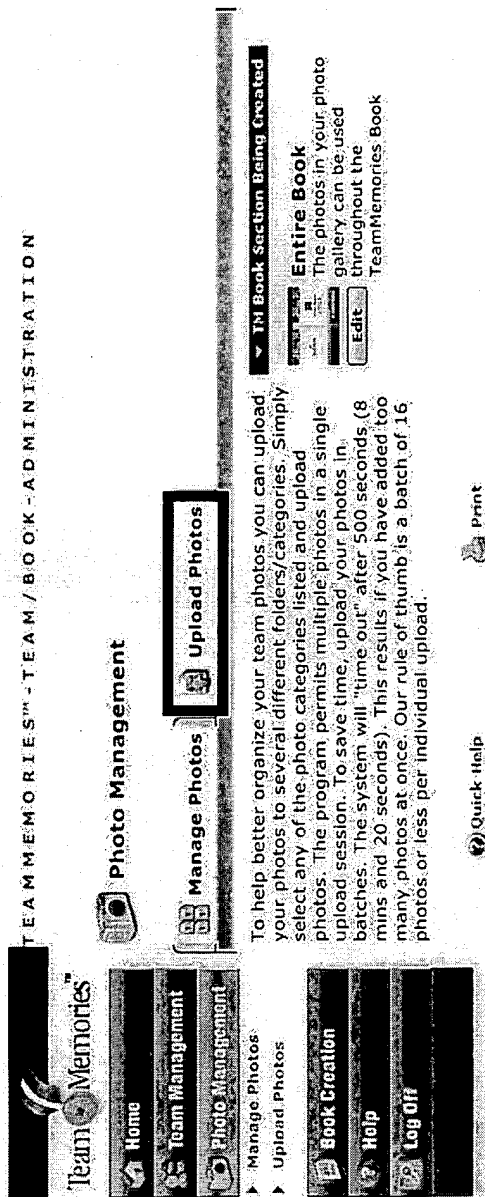 TEAMMEMORIES™-TEAM/BOOK-ADMINISTRATION
Team Memories™
Home
Team Management
Photo Management
Manage Photos
Upload Photos
Book Creation
Help
Log Off
Photo Management
Manage Photos
Upload Photos
To help better organize your team photos you can upload
your photos to several different folders/categories. Simply
select any of the photo categories listed and upload
photos. The program permits multiple photos in a single
upload session. To save time, upload your photos in
batches. The system will "time out" after 500 seconds (8
mins and 20 seconds). This results if you have added too
many photos at once. Our rule of thumb is a batch of 16
photos or less per individual upload.
Quick Help
Print
TM Book Section Being Created
Entire Book
The photos in your photo
gallery can be used
throughout the
TeamMemories Book
Edit